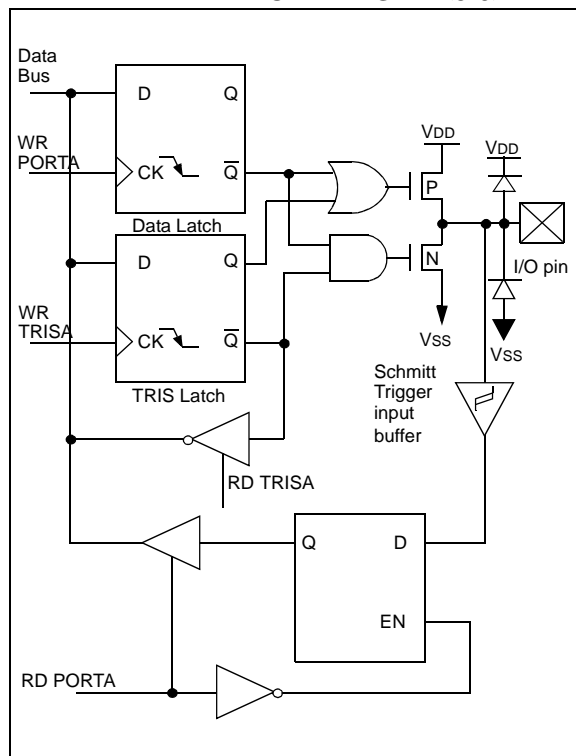 Data
Bus
D Q
WR
PORTA
CK Q̅
Data Latch
VDD
VDD
P
D Q
N
I/O pin
WR
TRISA
CK Q̅
VSS
VSS
TRIS Latch
Schmitt
Trigger
input
buffer
RD TRISA
Q D
EN
RD PORTA